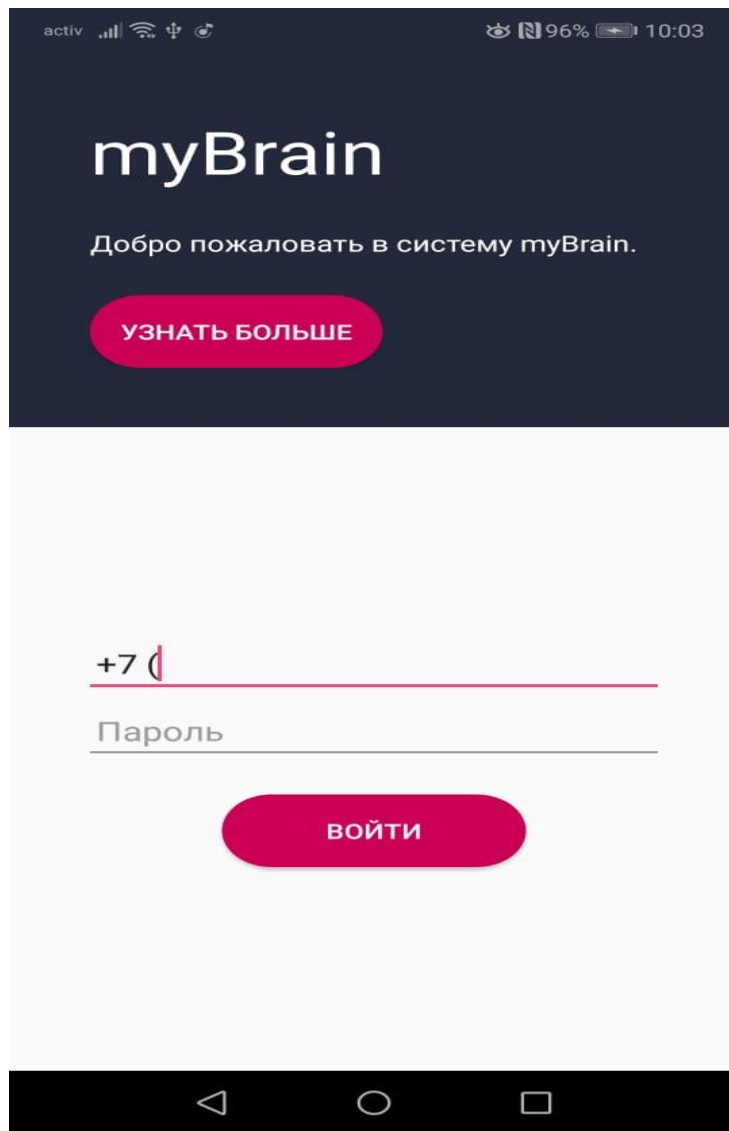 activ 96% 10:03
myBrain
Добро пожаловать в систему myBrain.
УЗНАТЬ БОЛЬШЕ
+7 (
Пароль
ВОЙТИ